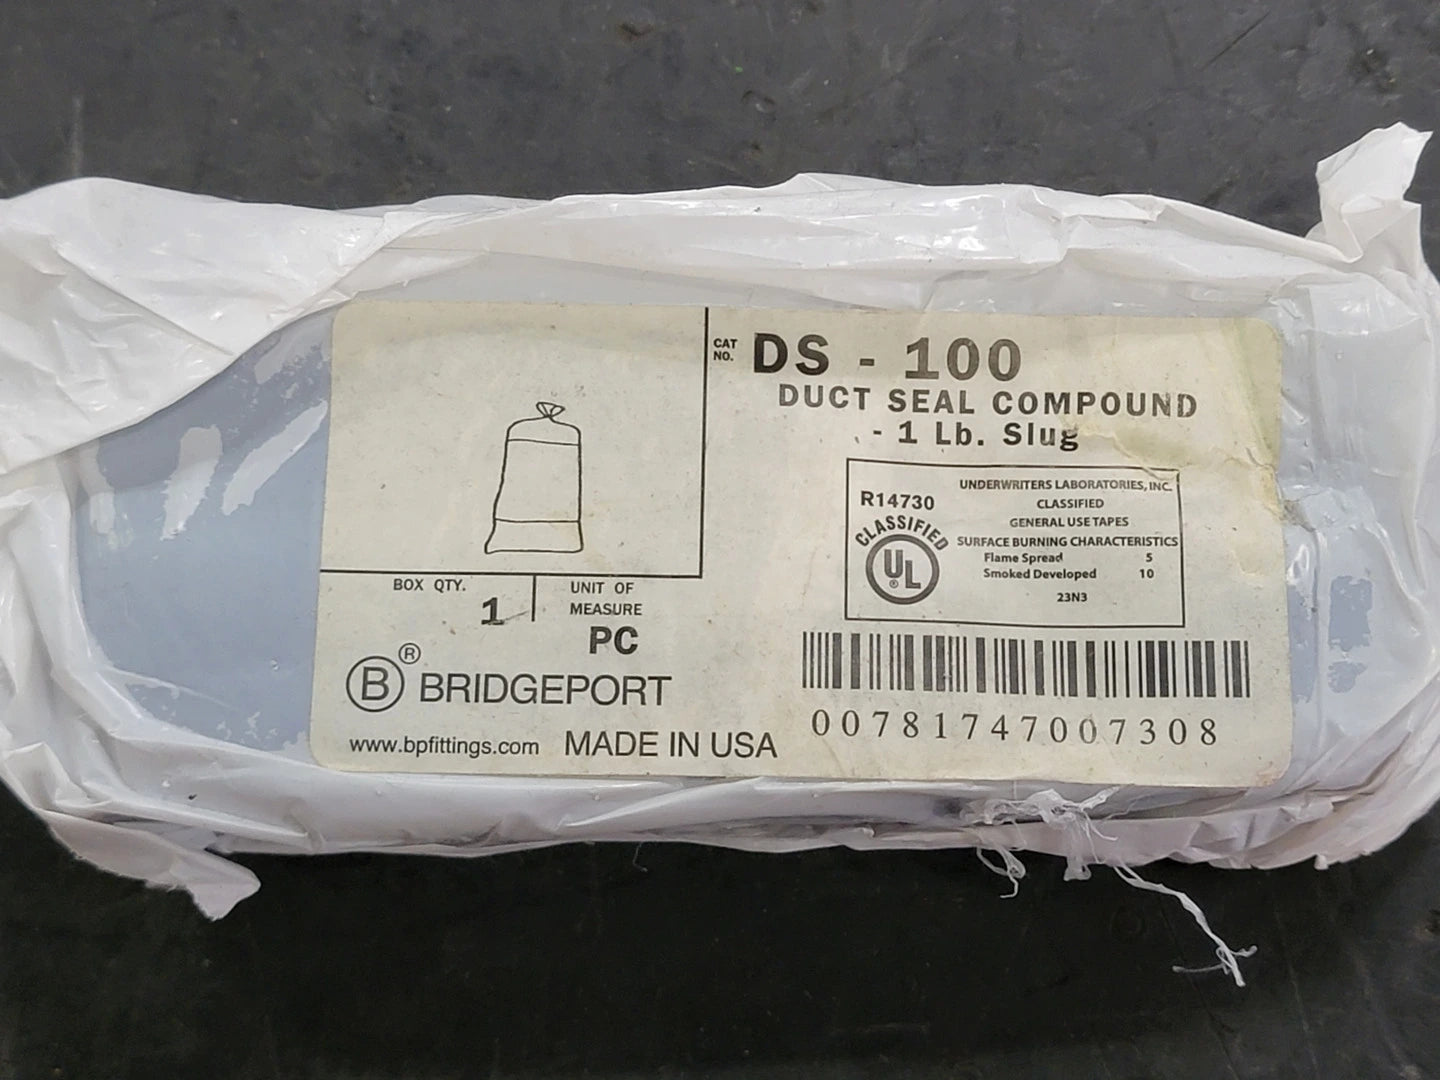 CAT NO. DS - 100
DUCT SEAL COMPOUND
- 1 Lb. Slug
R14730
CLASSIFIED
UL ®
UNDERWRITERS LABORATORIES, INC.
CLASSIFIED
GENERAL USE TAPES
SURFACE BURNING CHARACTERISTICS
Flame Spread 5
Smoked Developed 10
23N3
BOX QTY.
1
UNIT OF
MEASURE
PC
B ® BRIDGEPORT
www.bpfittings.com MADE IN USA
00781747007308